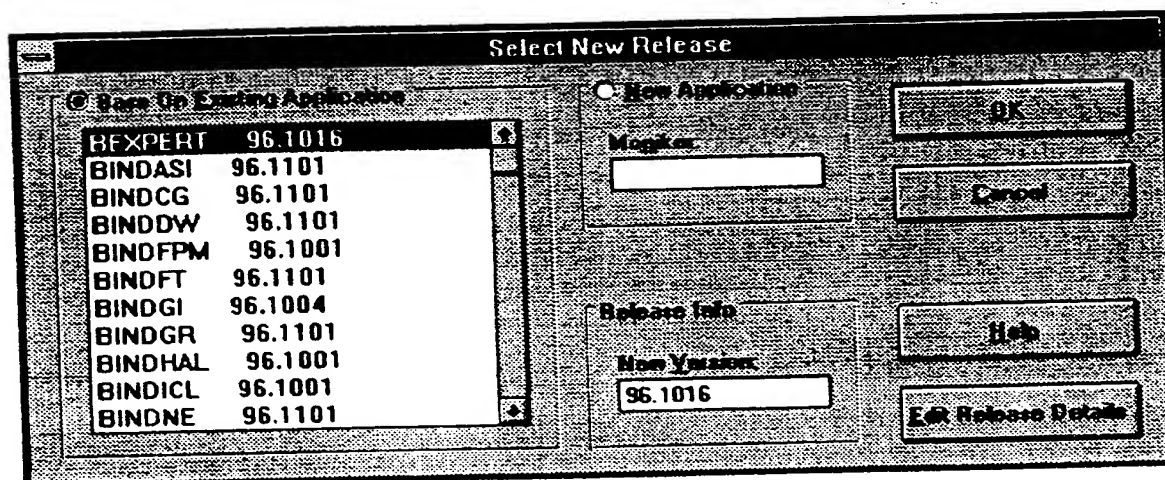 Select New Release
Base On Existing Application
BEXPERT 96.1016
BINDASI 96.1101
BINDCG 96.1101
BINDDW 96.1101
BINDFPM 96.1001
BINDFT 96.1101
BINDGI 96.1004
BINDGR 96.1101
BINDHAL 96.1001
BINDICL 96.1001
BINDNE 96.1101
New Application
Moniker:
Release Info
New Version:
96.1016
OK
Cancel
Help
Edit Release Details